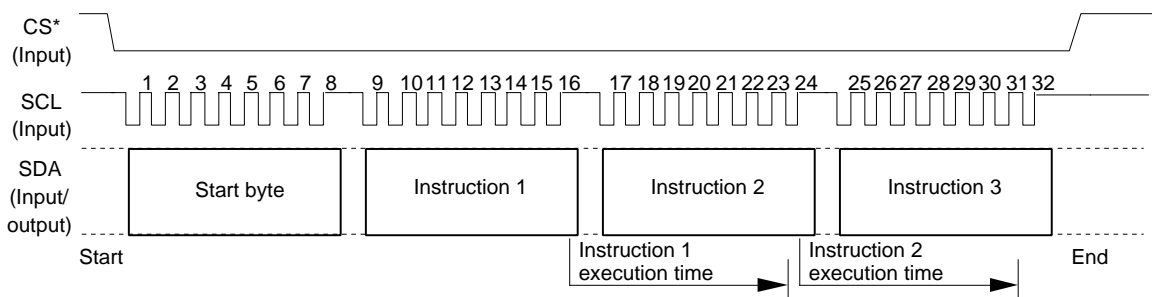 CS*
(Input)
1 2 3 4 5 6 7 8 9 10 11 12 13 14 15 16 17 18 19 20 21 22 23 24 25 26 27 28 29 30 31 32
SCL
(Input)
SDA
(Input/
output)
Start byte
Instruction 1
Instruction 2
Instruction 3
Start
Instruction 1
execution time
Instruction 2
execution time
End